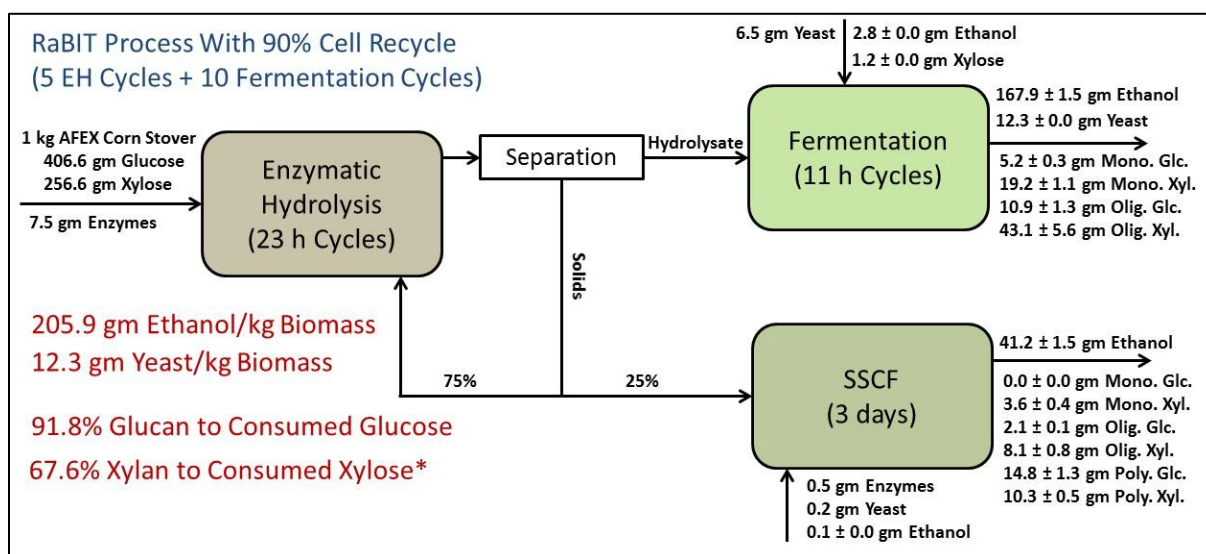 RaBIT Process With 90% Cell Recycle
(5 EH Cycles + 10 Fermentation Cycles)
6.5 gm Yeast
2.8 ± 0.0 gm Ethanol
1.2 ± 0.0 gm Xylose
1 kg AFEX Corn Stover
406.6 gm Glucose
256.6 gm Xylose
7.5 gm Enzymes
Enzymatic
Hydrolysis
(23 h Cycles)
Separation
Hydrolysate
Fermentation
(11 h Cycles)
167.9 ± 1.5 gm Ethanol
12.3 ± 0.0 gm Yeast
5.2 ± 0.3 gm Mono. Glc.
19.2 ± 1.1 gm Mono. Xyl.
10.9 ± 1.3 gm Olig. Glc.
43.1 ± 5.6 gm Olig. Xyl.
Solids
205.9 gm Ethanol/kg Biomass
12.3 gm Yeast/kg Biomass
91.8% Glucan to Consumed Glucose
67.6% Xylan to Consumed Xylose*
75%
25%
SSCF
(3 days)
41.2 ± 1.5 gm Ethanol
0.0 ± 0.0 gm Mono. Glc.
3.6 ± 0.4 gm Mono. Xyl.
2.1 ± 0.1 gm Olig. Glc.
8.1 ± 0.8 gm Olig. Xyl.
14.8 ± 1.3 gm Poly. Glc.
10.3 ± 0.5 gm Poly. Xyl.
0.5 gm Enzymes
0.2 gm Yeast
0.1 ± 0.0 gm Ethanol